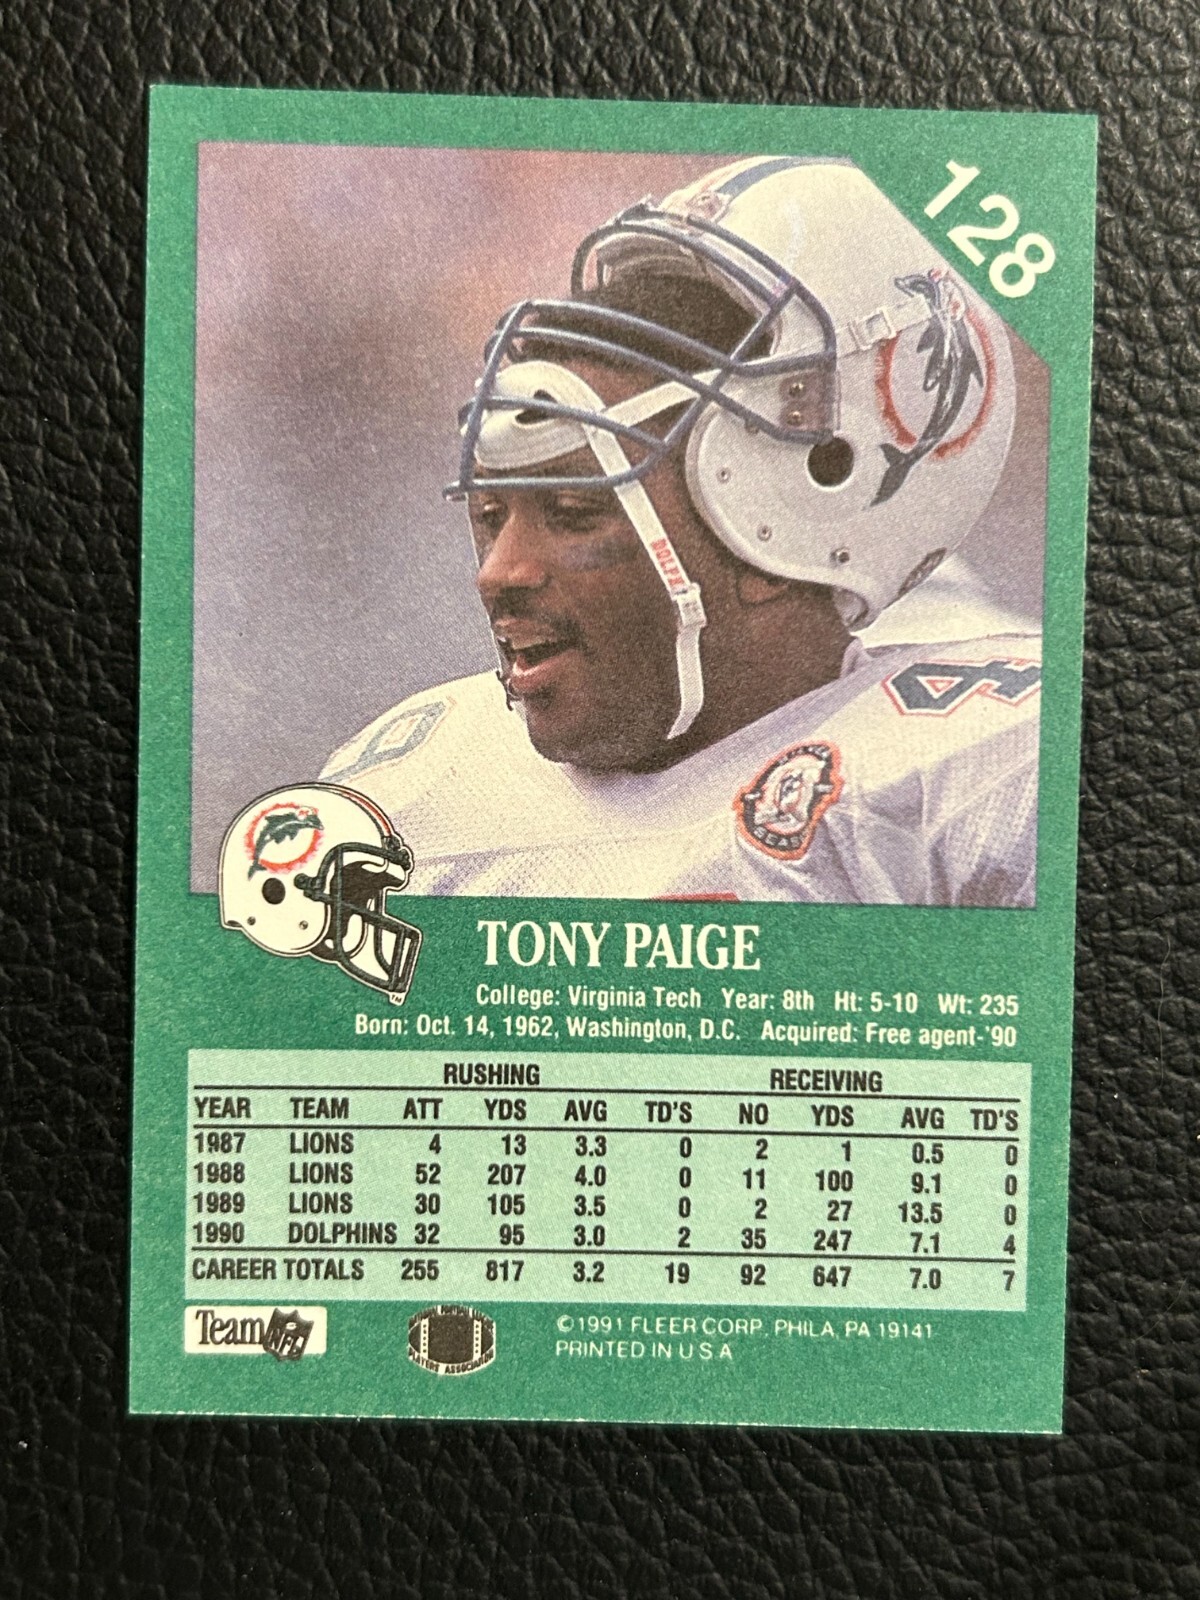 128
DOLPH
4
TONY PAIGE
College: Virginia Tech Year: 8th Ht: 5-10 Wt: 235
Born: Oct. 14, 1962, Washington, D.C. Acquired: Free agent-'90
RUSHING RECEIVING
YEAR TEAM ATT YDS AVG TD'S NO YDS AVG TD'S
1987 LIONS 4 13 3.3 0 2 1 0.5 0
1988 LIONS 52 207 4.0 0 11 100 9.1 0
1989 LIONS 30 105 3.5 0 2 27 13.5 0
1990 DOLPHINS 32 95 3.0 2 35 247 7.1 4
CAREER TOTALS 255 817 3.2 19 92 647 7.0 7
Team NFL
©1991 FLEER CORP. PHILA, PA 19141
PRINTED IN U S A